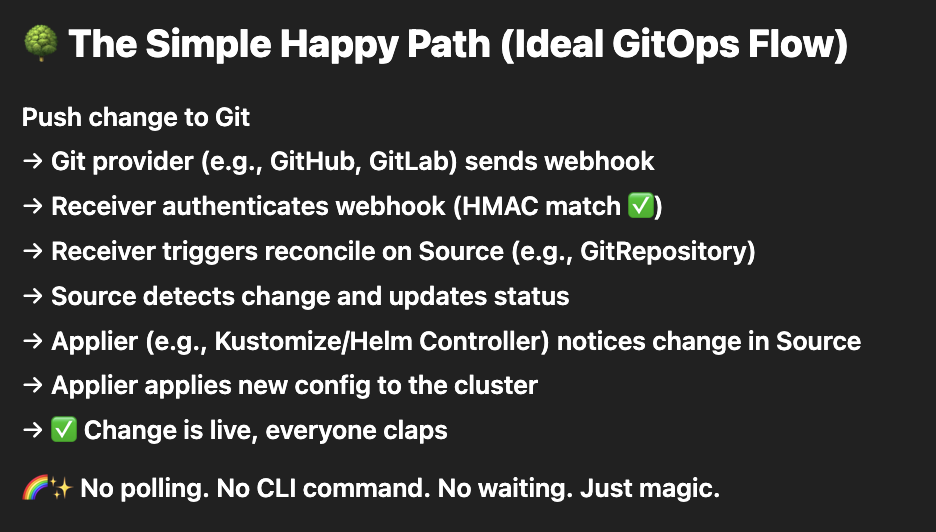 🌳 The Simple Happy Path (Ideal GitOps Flow)
Push change to Git
→ Git provider (e.g., GitHub, GitLab) sends webhook
→ Receiver authenticates webhook (HMAC match ✅)
→ Receiver triggers reconcile on Source (e.g., GitRepository)
→ Source detects change and updates status
→ Applier (e.g., Kustomize/Helm Controller) notices change in Source
→ Applier applies new config to the cluster
→ ✅ Change is live, everyone claps
🌈✨ No polling. No CLI command. No waiting. Just magic.